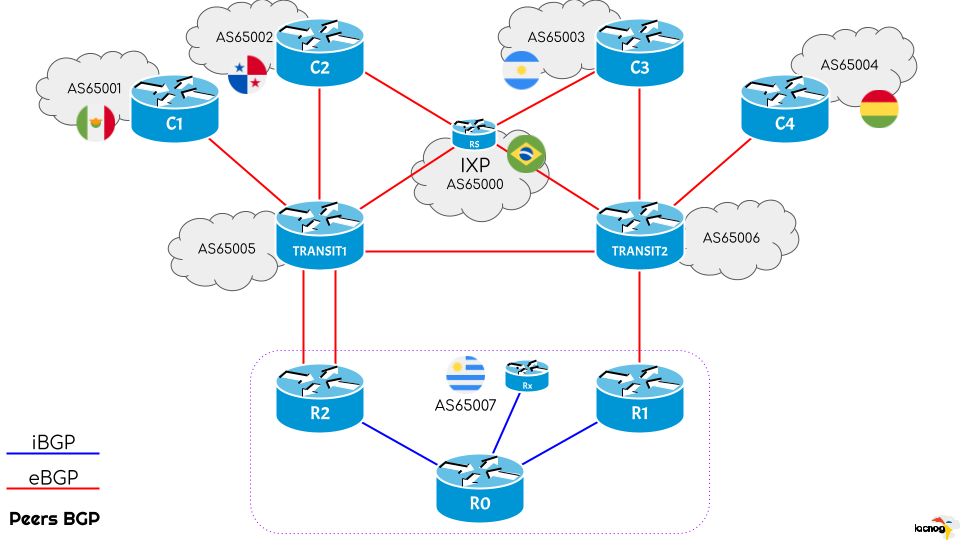 AS65002
C2
AS65003
C3
AS65004
C4
AS65001
C1
RS
IXP
AS65000
AS65005
TRANSIT1
TRANSIT2
AS65006
R2
AS65007
Rx
R1
R0
iBGP
eBGP
Peers BGP
lacnog